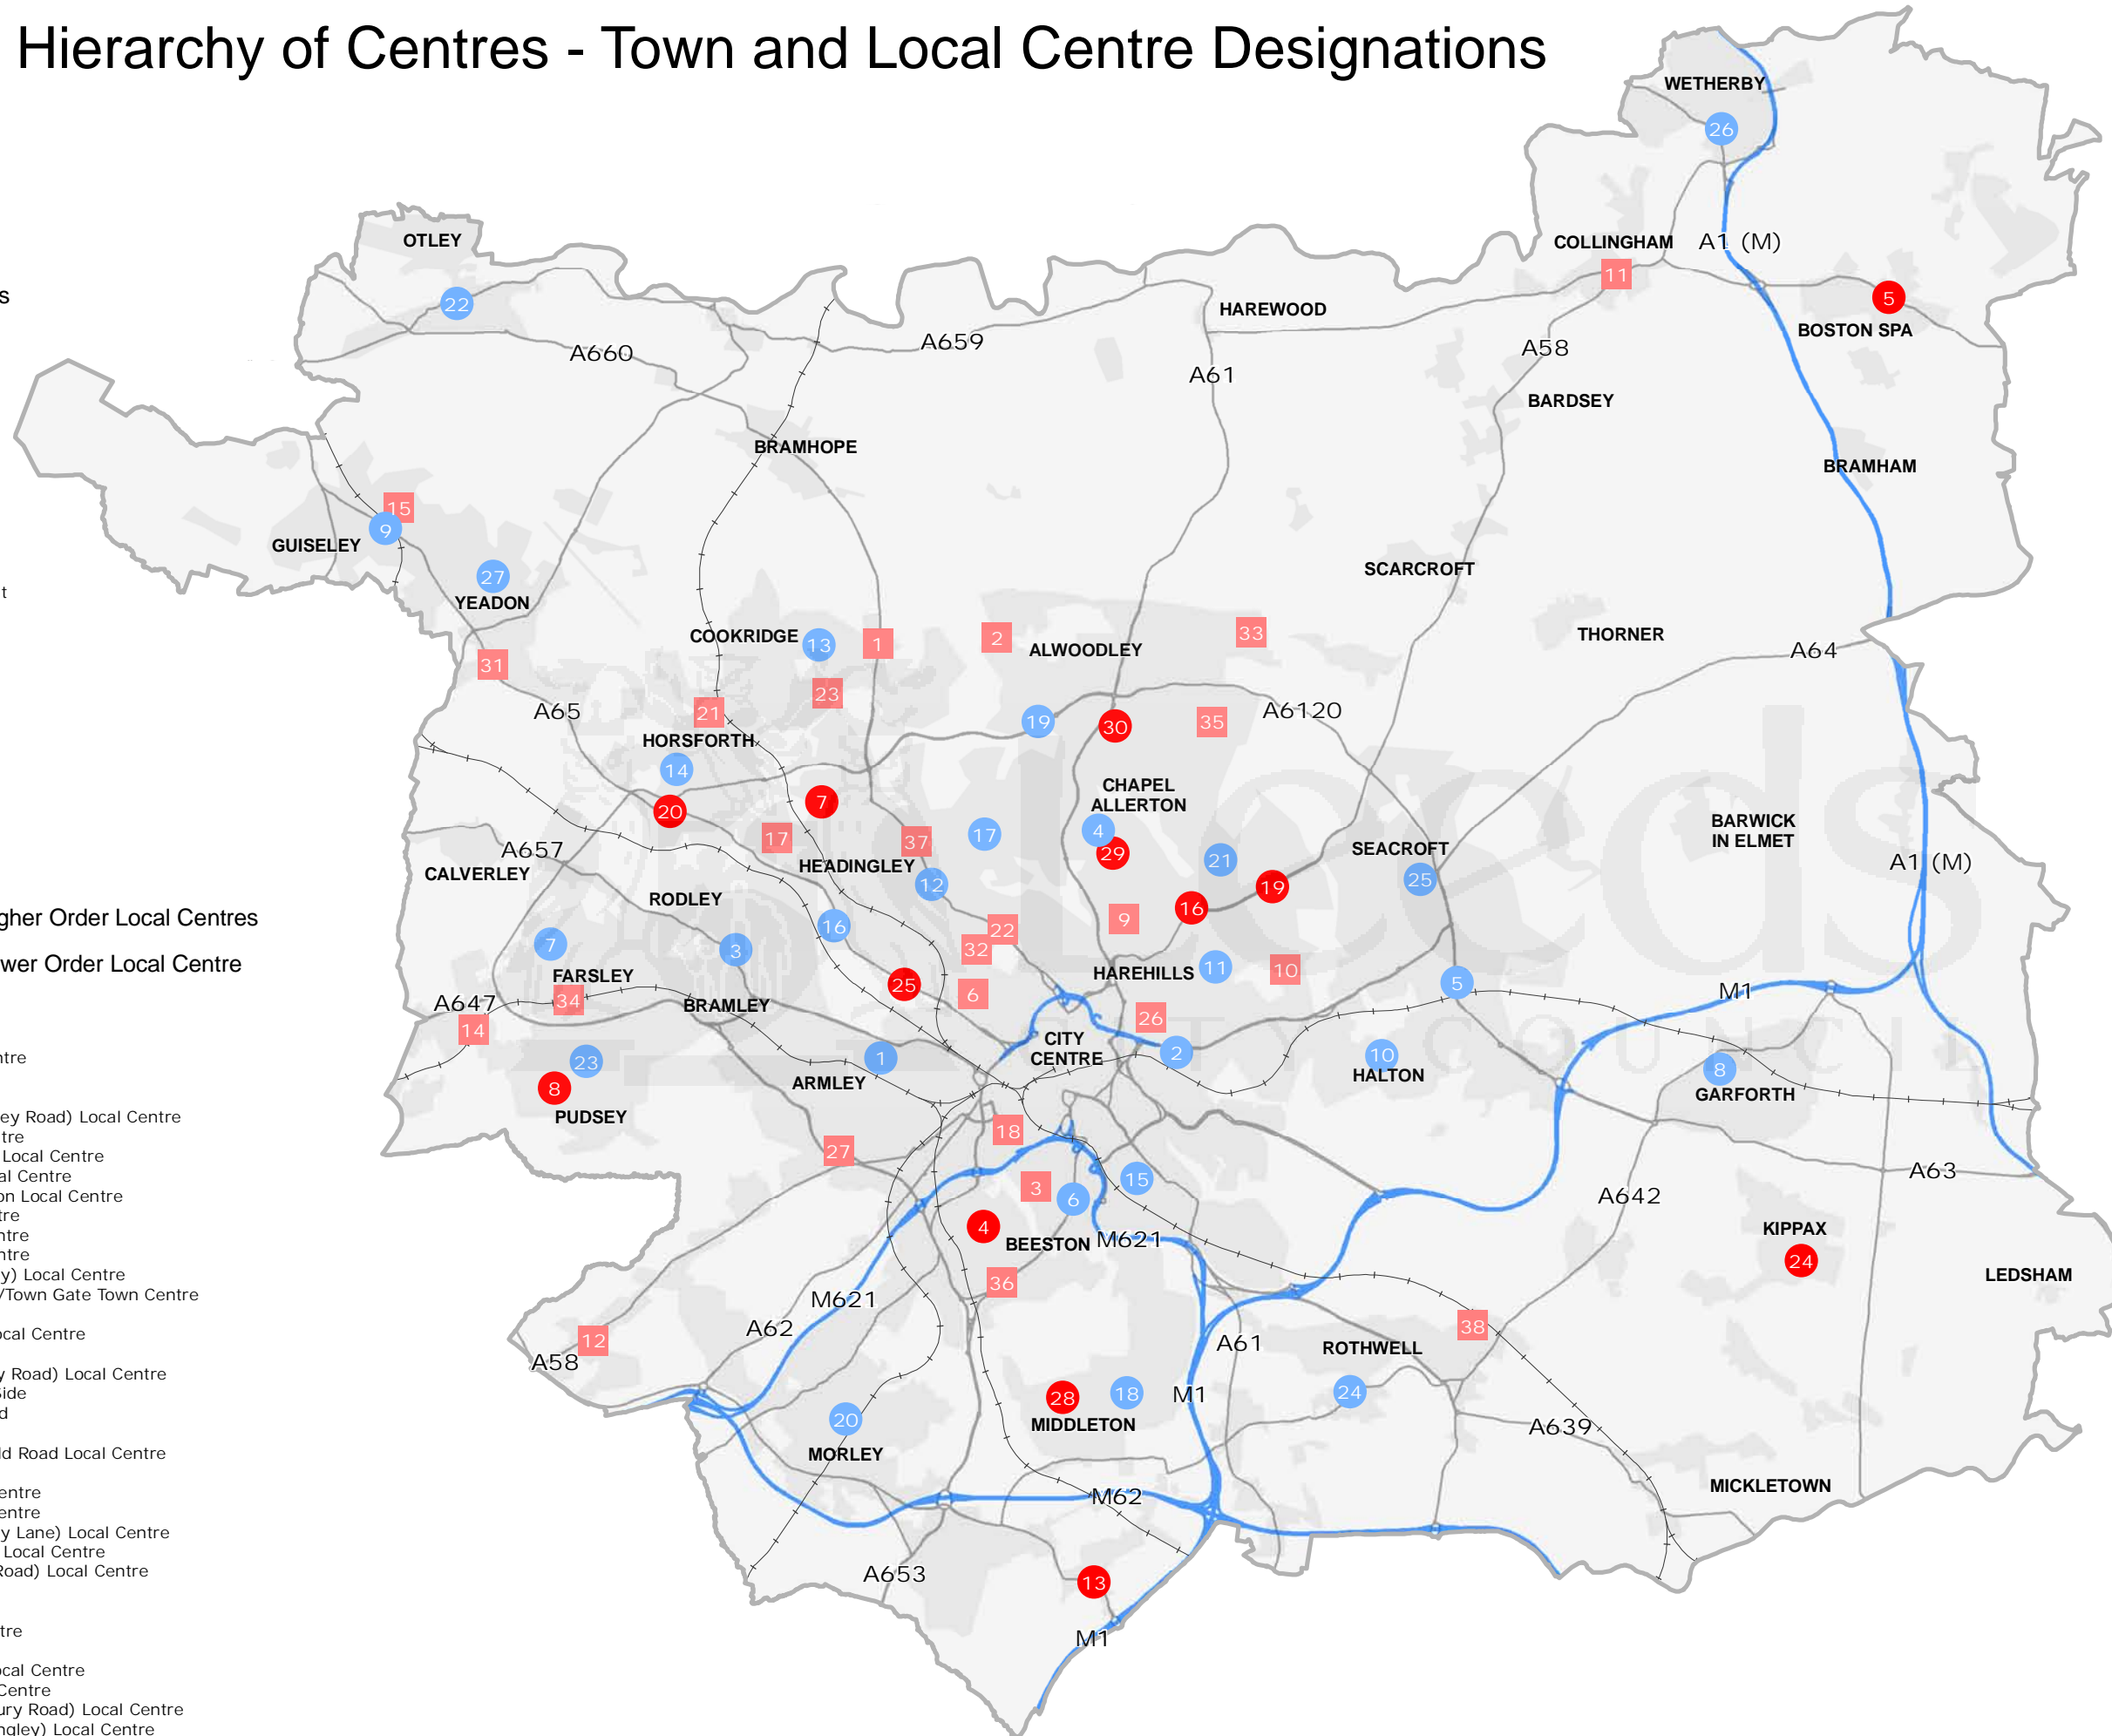 Hierarchy of Centres - Town and Local Centre Designations
WETHERBY
26
OTLEY
COLLINGHAM
A1 (M)
11
s
22
5
HAREWOOD
BOSTON SPA
A659
A660
A58
A61
BARDSEY
BRAMHOPE
BRAMHAM
15
9
GUISELEY
SCARCROFT
27
t
YEADON
33
COOKRIDGE
13
1
2
ALWOODLEY
THORNER
A64
31
23
A65
21
19
30
35
A6120
HORSFORTH
14
CHAPEL
ALLERTON
20
7
17
37
17
4
BARWICK
IN ELMET
A657
29
SEACROFT
21
A1 (M)
CALVERLEY
HEADINGLEY
12
19
25
RODLEY
16
gher Order Local Centres
9
16
22
7
3
32
wer Order Local Centre
FARSLEY
HAREHILLS
11
10
25
5
6
34
A647
BRAMLEY
M1
14
26
Leeds
CITY COUNCIL
CITY
CENTRE
2
ntre
23
1
10
8
HALTON
ARMLEY
8
GARFORTH
PUDSEY
ey Road) Local Centre
18
tre
27
Local Centre
A63
al Centre
15
3
6
on Local Centre
A642
tre
4
KIPPAX
ntre
BEESTON
M621
24
ntre
y) Local Centre
36
LEDSHAM
/Town Gate Town Centre
M621
A62
38
ocal Centre
12
A61
ROTHWELL
A58
y Road) Local Centre
Side
28
18
M1
24
d
20
MIDDLETON
A639
ld Road Local Centre
MORLEY
MICKLETOWN
entre
M62
entre
y Lane) Local Centre
Local Centre
Road) Local Centre
A653
13
tre
M1
ocal Centre
Centre
ury Road) Local Centre
ngley) Local Centre